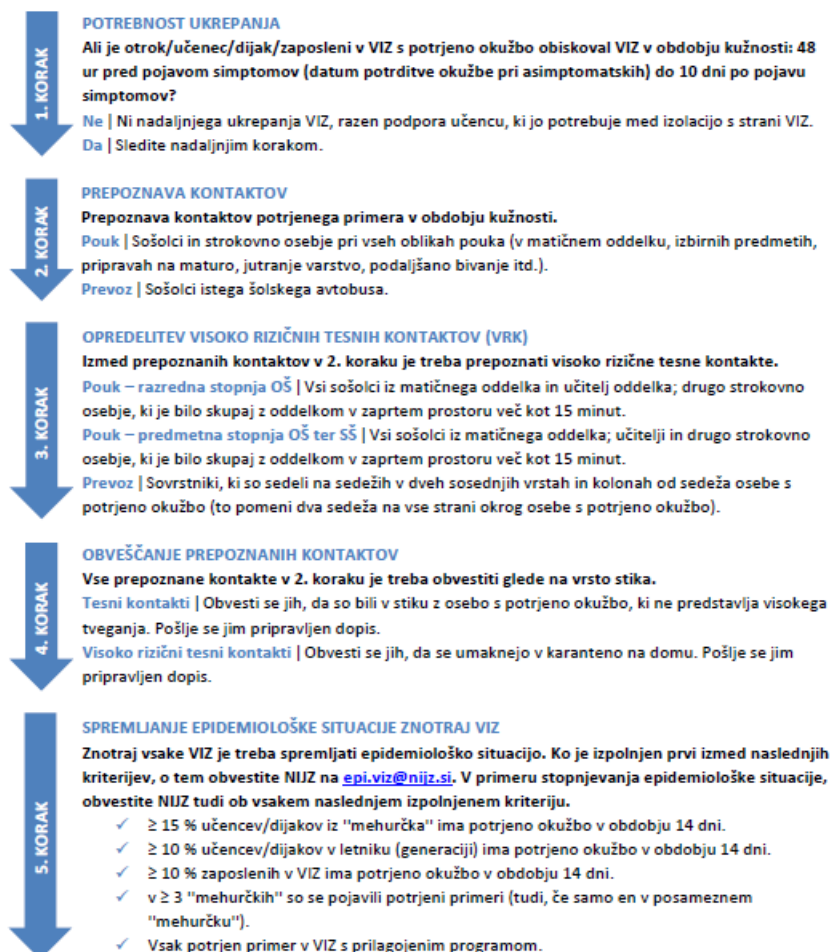 1. KORAK
POTREBNOST UKREPANJA
Ali je otrok/učenec/dijak/zaposleni v VIZ s potrjeno okužbo obiskoval VIZ v obdobju kužnosti: 48
ur pred pojavom simptomov (datum potrditve okužbe pri asimptomatskih) do 10 dni po pojavu
simptomov?
Ne | Ni nadaljnjega ukrepanja VIZ, razen podpora učencu, ki jo potrebuje med izolacijo s strani VIZ.
Da | Sledite nadaljnjim korakom.
2. KORAK
PREPOZNAVA KONTAKTOV
Prepoznava kontaktov potrjenega primera v obdobju kužnosti.
Pouk | Sošolci in strokovno osebje pri vseh oblikah pouka (v matičnem oddelku, izbirnih predmetih,
pripravah na maturo, jutranje varstvo, podaljšano bivanje itd.).
Prevoz | Sošolci istega šolskega avtobusa.
3. KORAK
OPREDELITEV VISOKO RIZIČNIH TESNIH KONTAKTOV (VRK)
Izmed prepoznanih kontaktov v 2. koraku je treba prepoznati visoko rizične tesne kontakte.
Pouk – razredna stopnja OŠ | Vsi sošolci iz matičnega oddelka in učitelj oddelka; drugo strokovno
osebje, ki je bilo skupaj z oddelkom v zaprtem prostoru več kot 15 minut.
Pouk – predmetna stopnja OŠ ter SŠ | Vsi sošolci iz matičnega oddelka; učitelji in drugo strokovno
osebje, ki je bilo skupaj z oddelkom v zaprtem prostoru več kot 15 minut.
Prevoz | Sovrstniki, ki so sedeli na sedežih v dveh sosednjih vrstah in kolonah od sedeža osebe s
potrjeno okužbo (to pomeni dva sedeža na vse strani okrog osebe s potrjeno okužbo).
4. KORAK
OBVEŠČANJE PREPOZNANIH KONTAKTOV
Vse prepoznane kontakte v 2. koraku je treba obvestiti glede na vrsto stika.
Tesni kontakti | Obvesti se jih, da so bili v stiku z osebo s potrjeno okužbo, ki ne predstavlja visokega
tveganja. Pošlje se jim pripravljen dopis.
Visoko rizični tesni kontakti | Obvesti se jih, da se umaknejo v karanteno na domu. Pošlje se jim
pripravljen dopis.
5. KORAK
SPREMLJANJE EPIDEMIOLOŠKE SITUACIJE ZNOTRAJ VIZ
Znotraj vsake VIZ je treba spremljati epidemiološko situacijo. Ko je izpolnjen prvi izmed naslednjih
kriterijev, o tem obvestite NIJZ na epi.viz@nijz.si. V primeru stopnjevanja epidemiološke situacije,
obvestite NIJZ tudi ob vsakem naslednjem izpolnjenem kriteriju.
✓ ≥ 15 % učencev/dijakov iz "mehurčka" ima potrjeno okužbo v obdobju 14 dni.
✓ ≥ 10 % učencev/dijakov v letniku (generaciji) ima potrjeno okužbo v obdobju 14 dni.
✓ ≥ 10 % zaposlenih v VIZ ima potrjeno okužbo v obdobju 14 dni.
✓ v ≥ 3 "mehurčkih" so se pojavili potrjeni primeri (tudi, če samo en v posameznem
"mehurčku").
✓ Vsak potrjen primer v VIZ s prilagojenim programom.